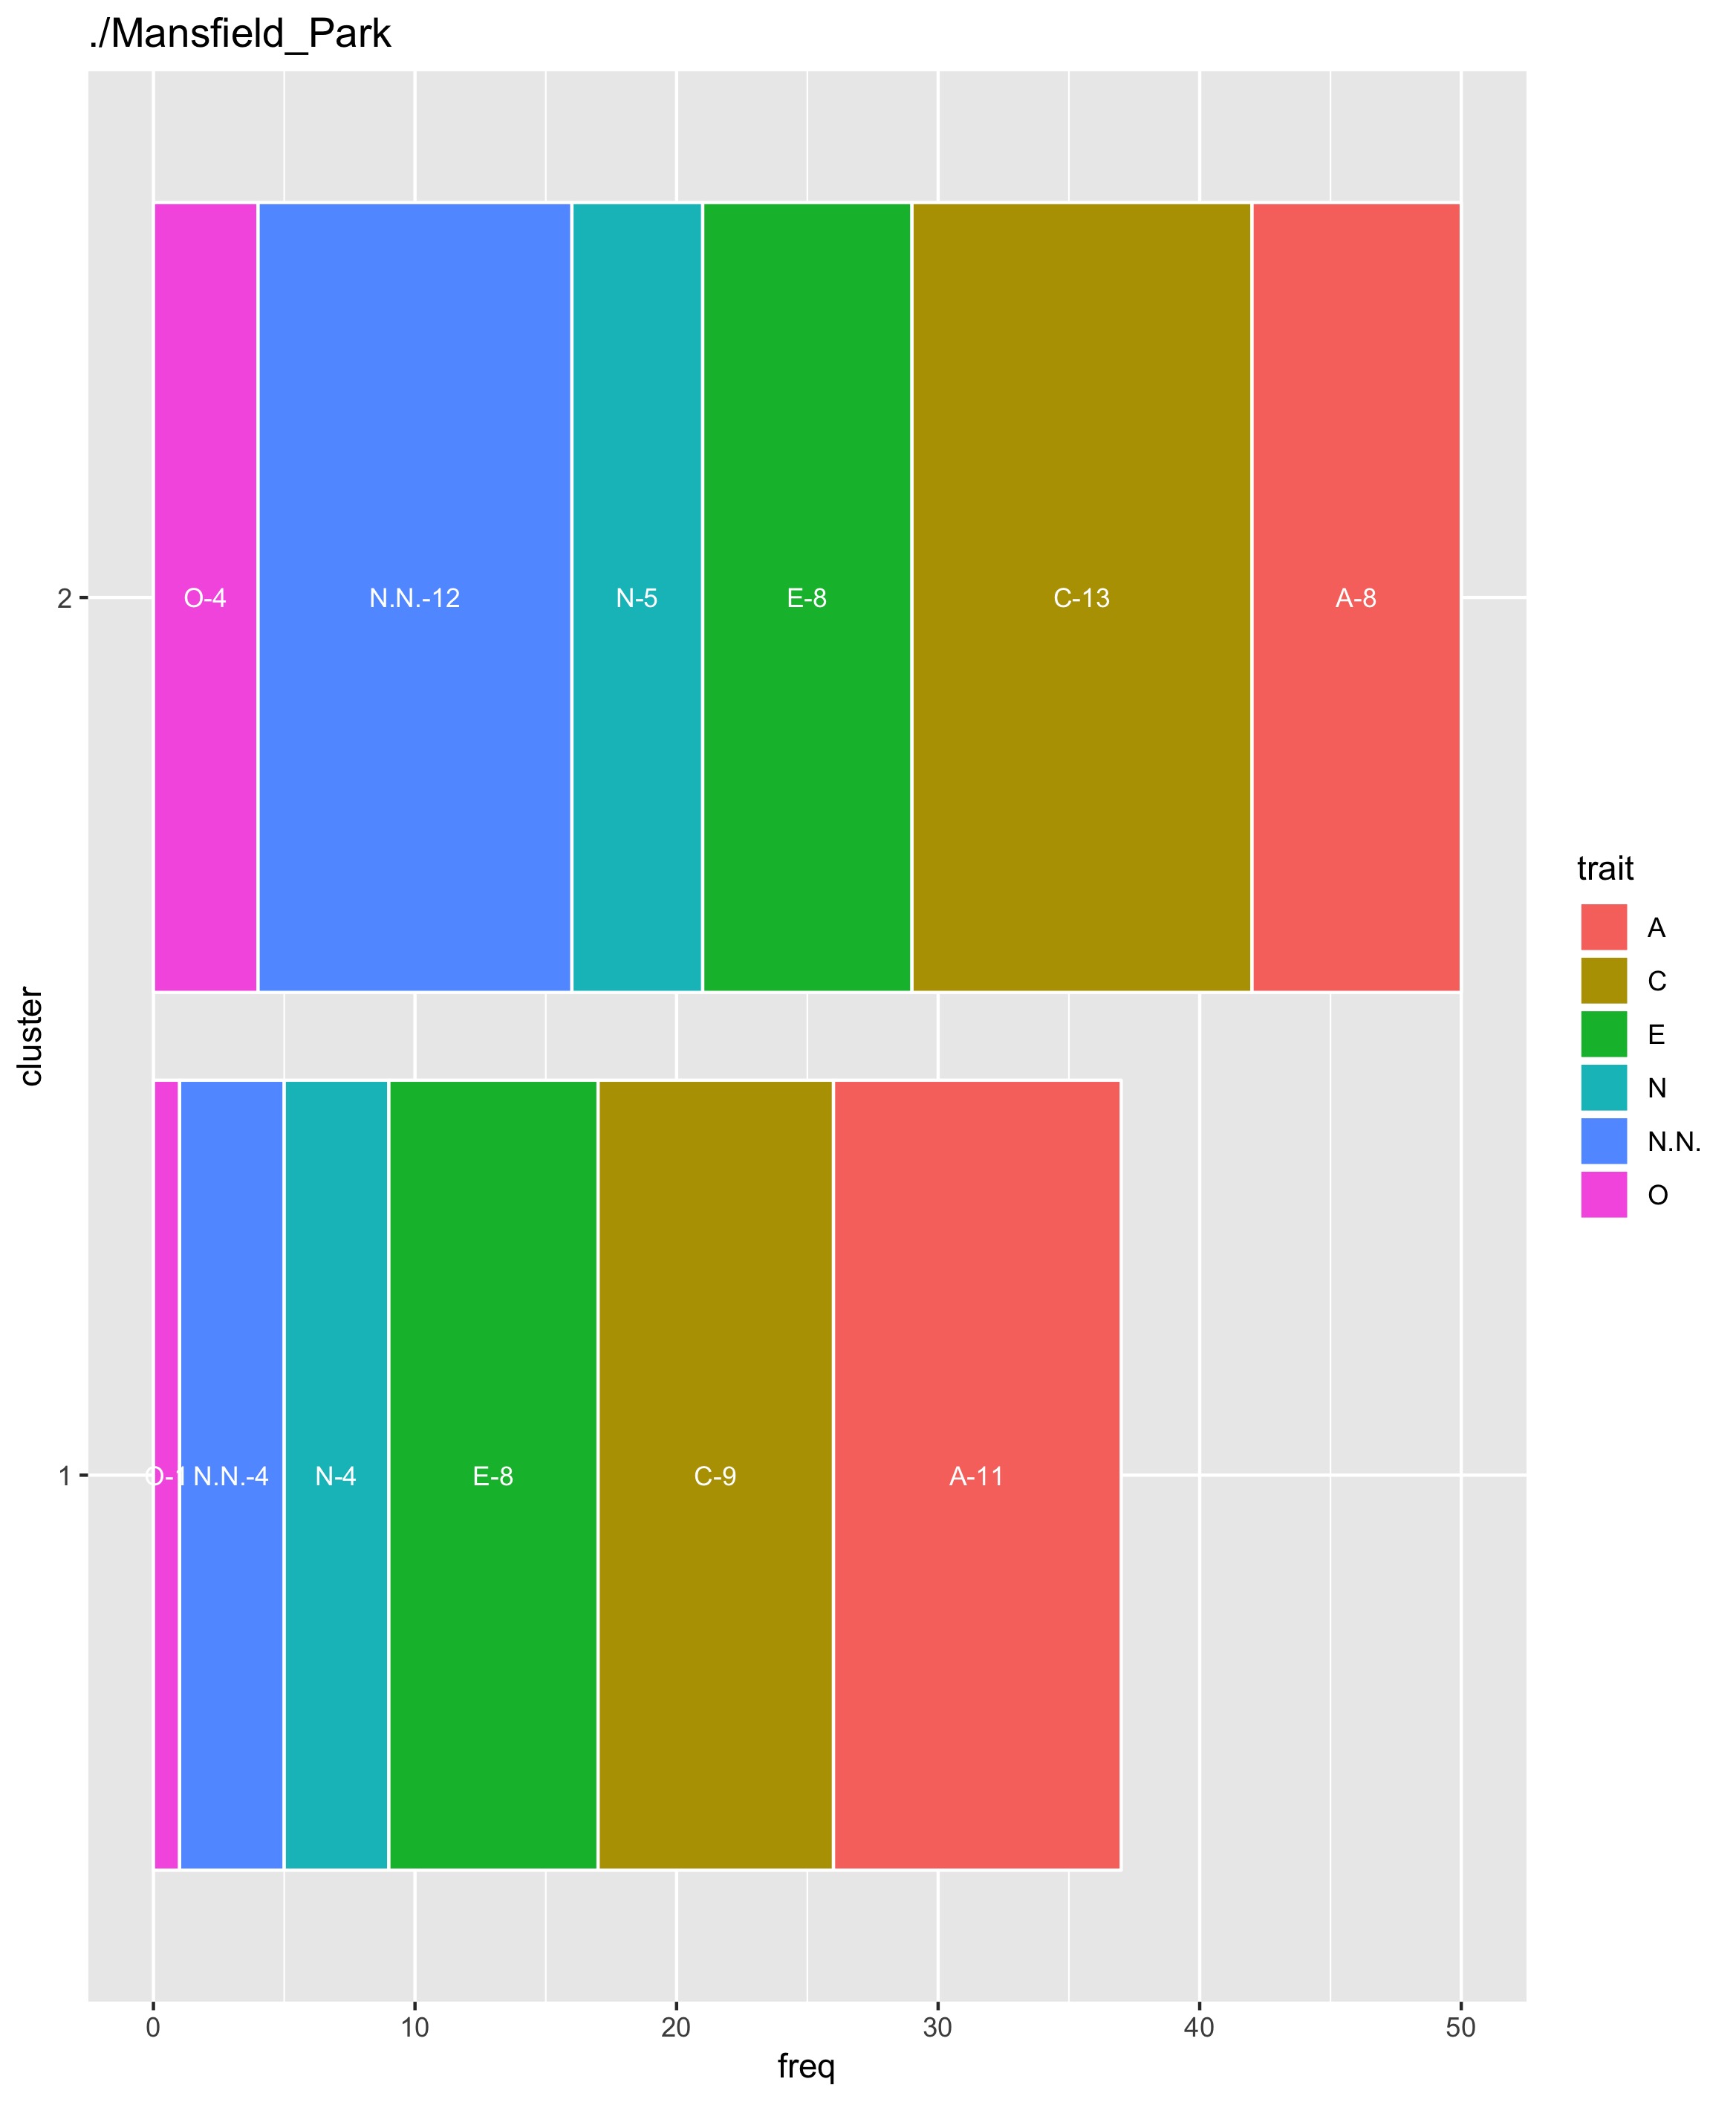 ./Mansfield_Park
cluster
2
O-4 N.N.-12 N-5 E-8 C-13 A-8
1
O-1 N.N.-4 N-4 E-8 C-9 A-11
0 10 20 30 40 50
freq
trait
A
C
E
N
N.N.
O